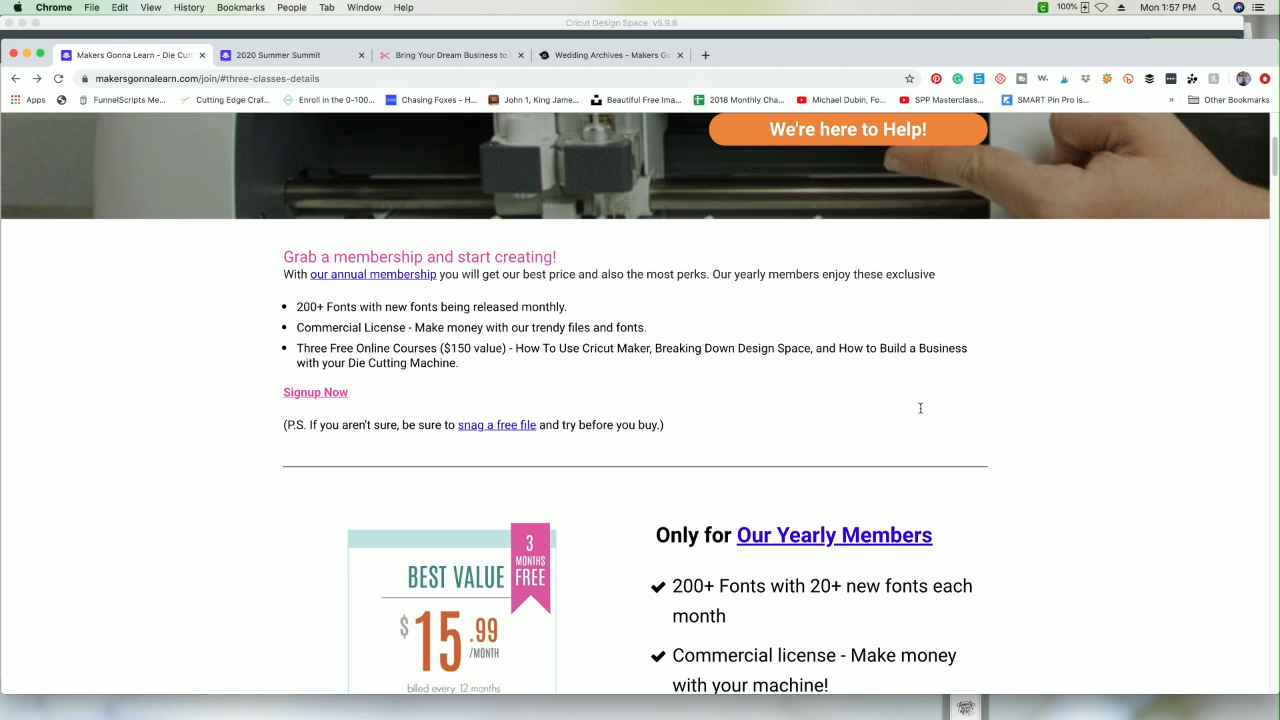 Chrome File Edit View History Bookmarks People Tab Window Help 100% Mon 1:57 PM
Cricut Design Space v5.9.8
Makers Gonna Learn - Die Cut 2020 Summer Summit Edit Bring Your Dream Business to Wedding Archives - Makers Go
makersgonnalearn.com/join/#three-classes-details
Apps FunnelScripts Me... Cutting Edge Craf... Enroll in the 0-100... Chasing Foxes - H... John 1, King Jame... Beautiful Free Ima... 2018 Monthly Cha... Michael Dubin, Fo... SPP Masterclass... SMART Pin Pro is... » Other Bookmarks
We're here to Help!
Grab a membership and start creating!
With our annual membership you will get our best price and also the most perks. Our yearly members enjoy these exclusive
200+ Fonts with new fonts being released monthly.
Commercial License - Make money with our trendy files and fonts.
Three Free Online Courses ($150 value) - How To Use Cricut Maker, Breaking Down Design Space, and How to Build a Business
with your Die Cutting Machine.
Signup Now
(P.S. If you aren't sure, be sure to snag a free file and try before you buy.)
3
MONTHS
FREE
BEST VALUE
$15.99
/MONTH
billed every 12 months
Only for Our Yearly Members
200+ Fonts with 20+ new fonts each
month
Commercial license - Make money
with your machine!